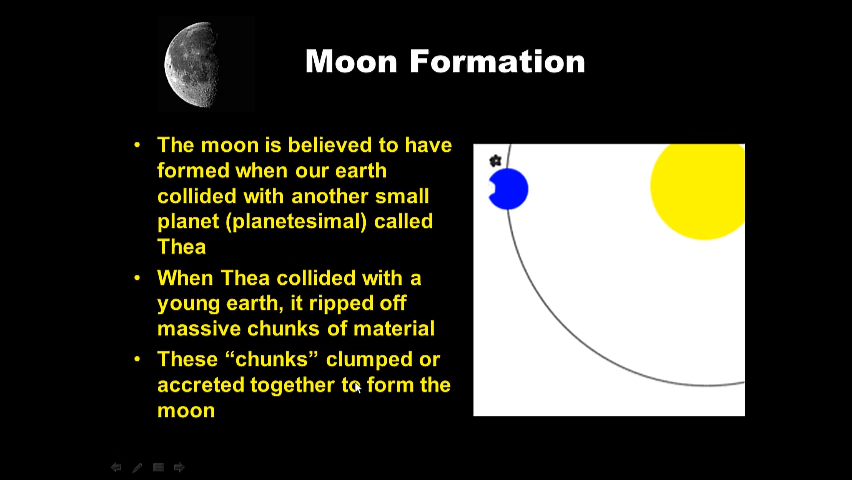 Moon Formation
• The moon is believed to have
formed when our earth
collided with another small
planet (planetesimal) called
Thea
• When Thea collided with a
young earth, it ripped off
massive chunks of material
• These “chunks” clumped or
accreted together to form the
moon